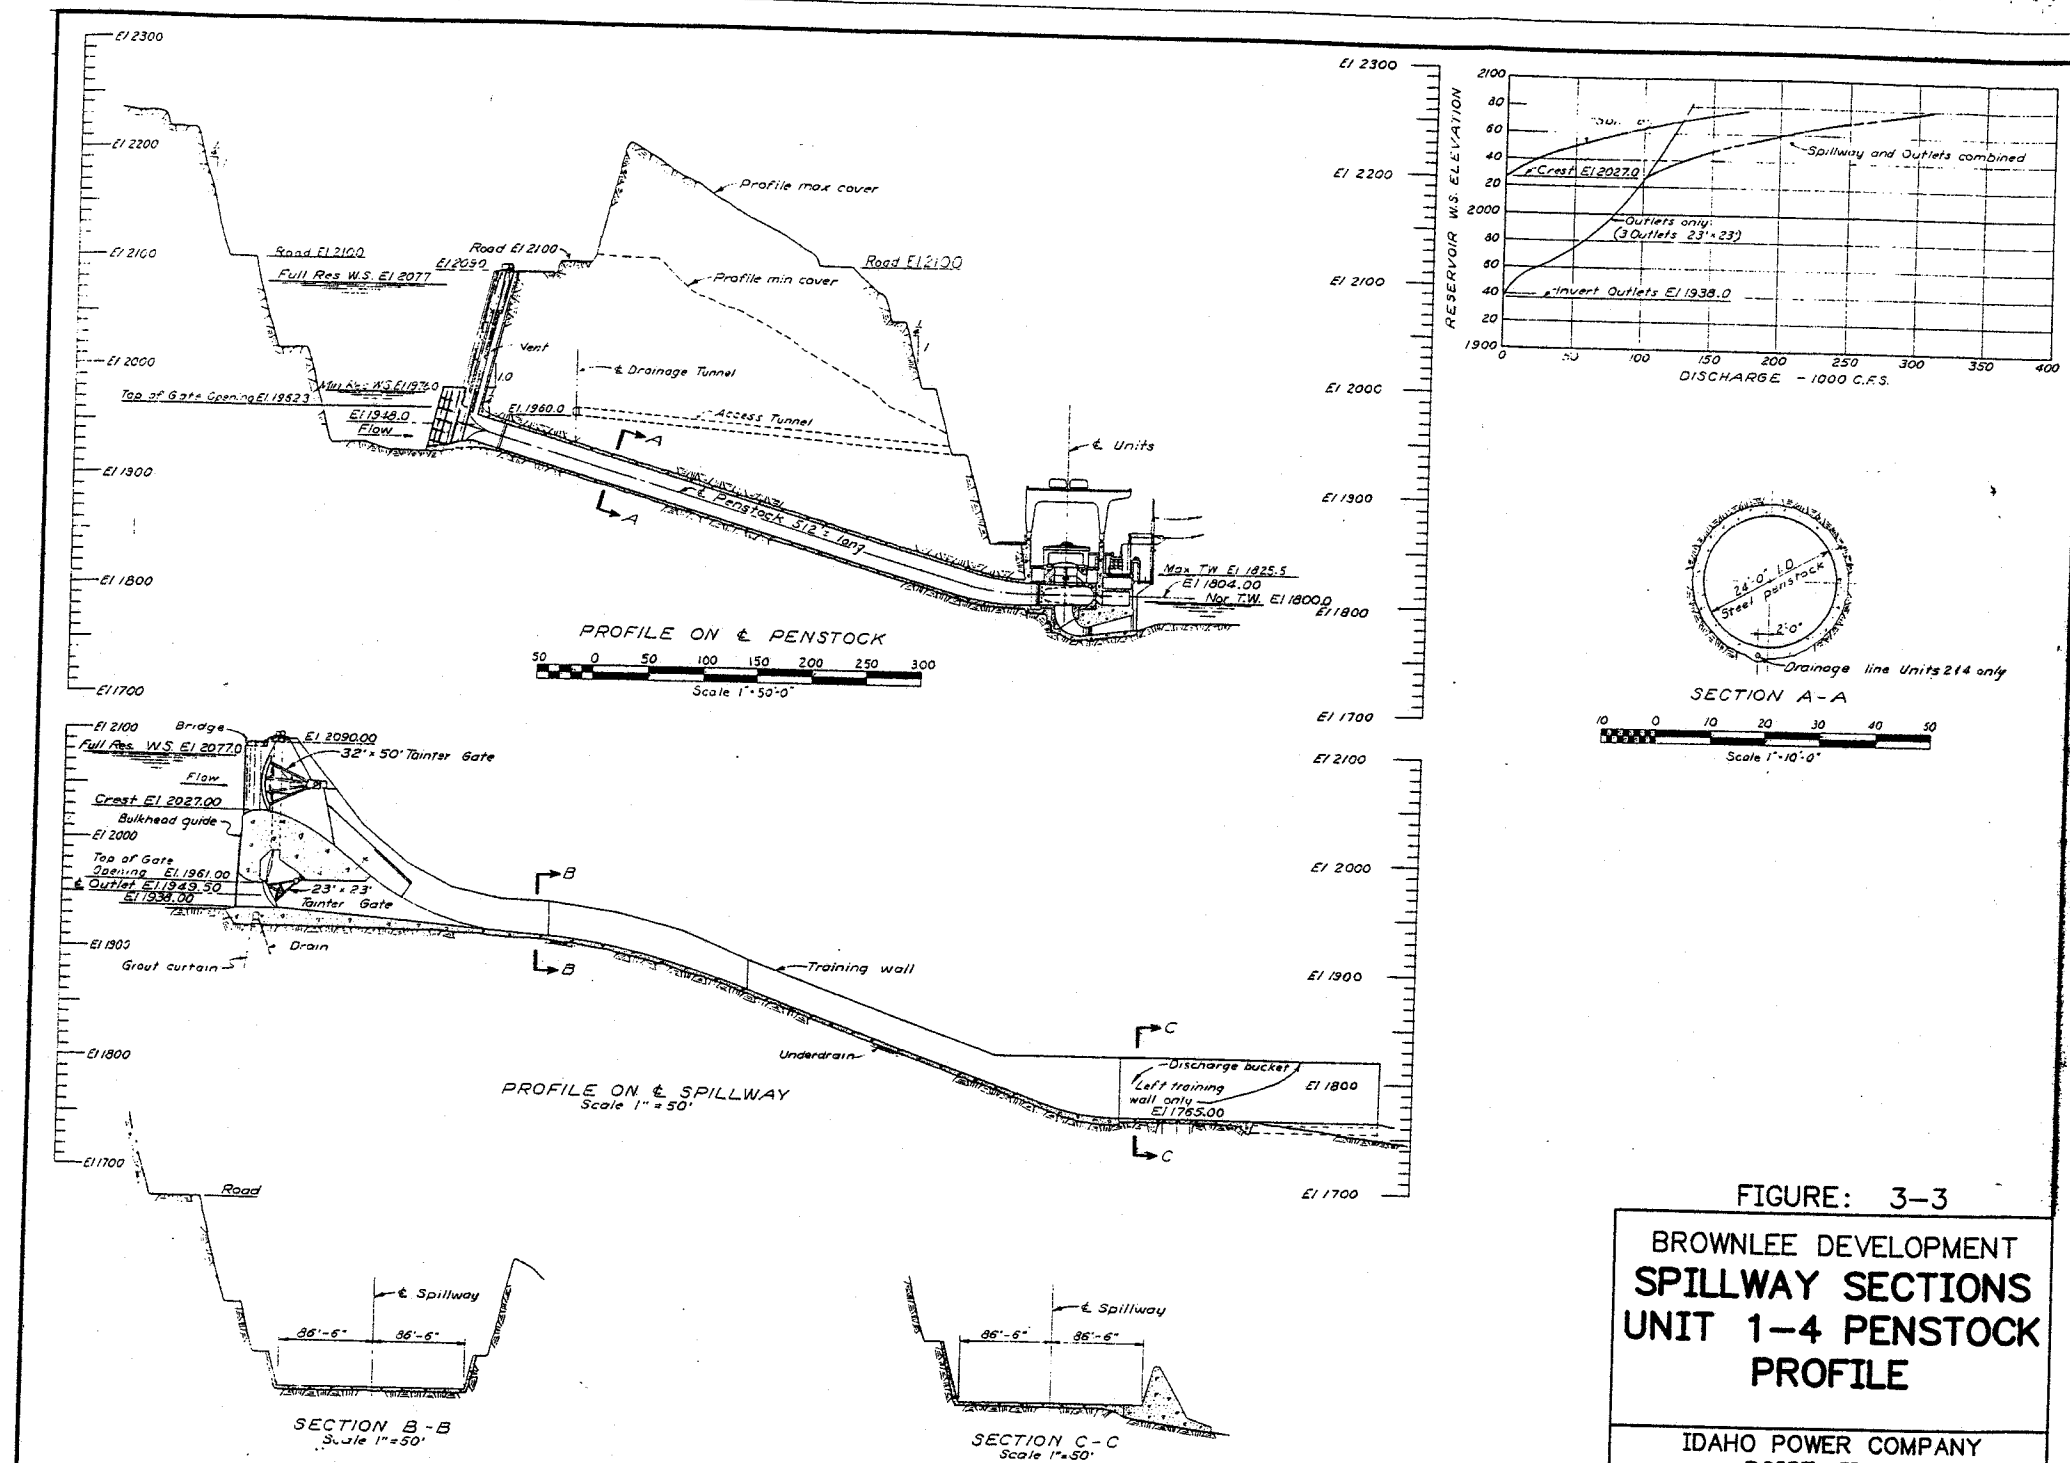 El 2300
El 2200
El 2100
El 2000
El 1900
El 1800
El 1700
Road El 2100
Full Res W.S. El 2077
El 2090
Road El 2100
Profile max cover
Profile min cover
Road El 2100
Vent
1.0
℄ Drainage Tunnel
Top of Gate Opening El 1962.3
El 1948.0
Flow
El 1960.0
Access Tunnel
A
A
℄ Penstock 512'± long
℄ Units
1
1
Max TW El 1825.5
El 1804.00
Nor T.W. El 1800.0
El 2300
El 2200
El 2100
El 2000
El 1900
El 1800
El 1700
PROFILE ON ℄ PENSTOCK
50 0 50 100 150 200 250 300
Scale 1"=50'-0"
RESERVOIR W.S. ELEVATION
2100
80
60
40
20
2000
80
60
40
20
1900
0 50 100 150 200 250 300 350 400
DISCHARGE - 1000 C.F.S.
Crest El 2027.0
Spillway and Outlets combined
Outlets only
(3 Outlets 23'x23')
Invert Outlets El 1938.0
24'-0" I.D.
Steel penstock
2'-0"
Drainage line Units 2&4 only
SECTION A-A
10 0 10 20 30 40 50
Scale 1"=10'-0"
El 2100
El 2000
El 1900
El 1800
El 1700
Bridge
Full Res. W.S. El 2077.0
El 2090.00
32' x 50' Tainter Gate
Flow
Crest El 2027.00
Bulkhead guide
Top of Gate
Opening El 1961.00
℄ Outlet El 1949.50
El 1938.00
23' x 23'
Tainter Gate
Drain
Grout curtain
B
B
Training wall
Underdrain
C
C
Discharge bucket
Left training
wall only
El 1765.00
El 2100
El 2000
El 1900
El 1800
El 1700
PROFILE ON ℄ SPILLWAY
Scale 1" = 50'
Road
℄ Spillway
86'-6" 86'-6"
SECTION B-B
Scale 1"=50'
℄ Spillway
86'-6" 86'-6"
SECTION C-C
Scale 1"=50'
FIGURE: 3-3
BROWNLEE DEVELOPMENT
SPILLWAY SECTIONS
UNIT 1-4 PENSTOCK
PROFILE
IDAHO POWER COMPANY